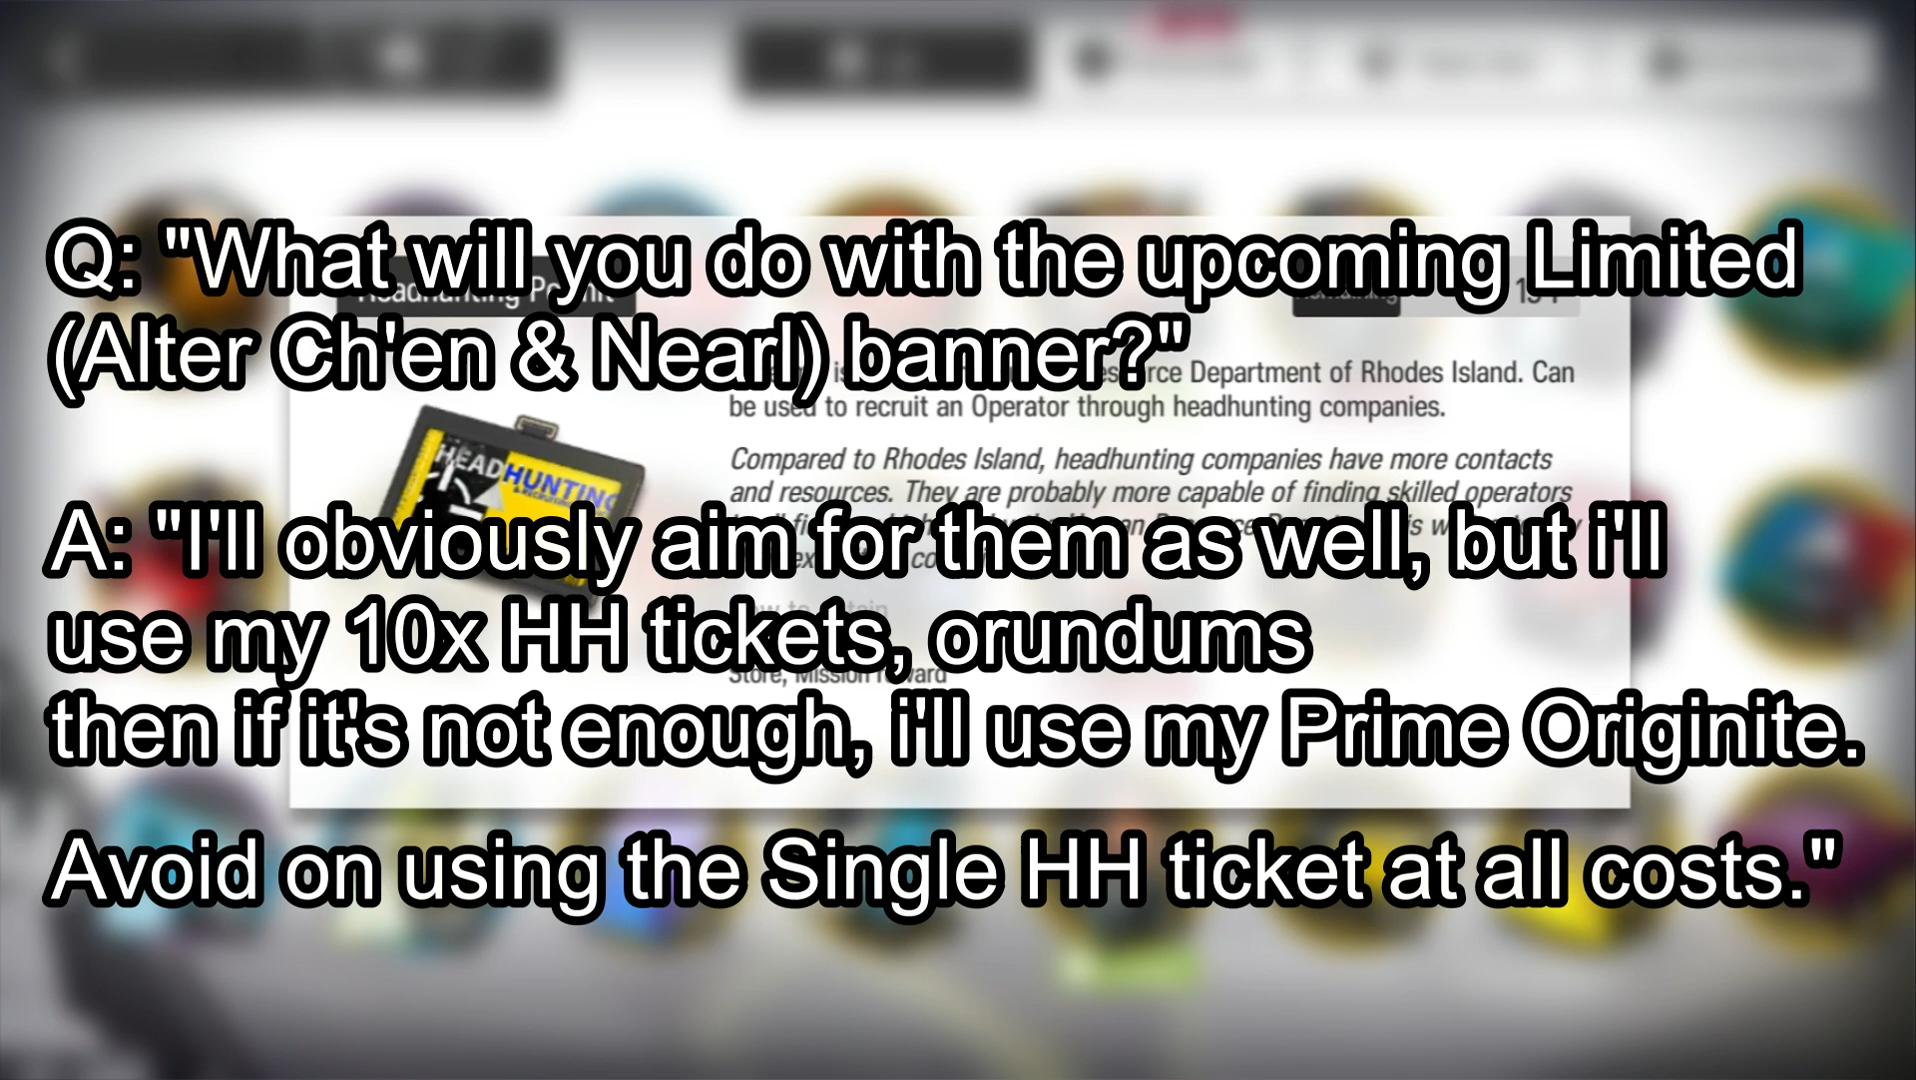 Q: "What will you do with the upcoming Limited
(Alter Ch'en & Nearl) banner?"
Department of Rhodes Island. Can
be used to recruit an Operator through headhunting companies.
HEADHUNTING
Compared to Rhodes Island, headhunting companies have more contacts
and resources. They are probably more capable of finding skilled operators
A: "I'll obviously aim for them as well, but i'll
use my 10x HH tickets, orundums
Store, Mission
then if it's not enough, i'll use my Prime Originite.
Avoid on using the Single HH ticket at all costs."